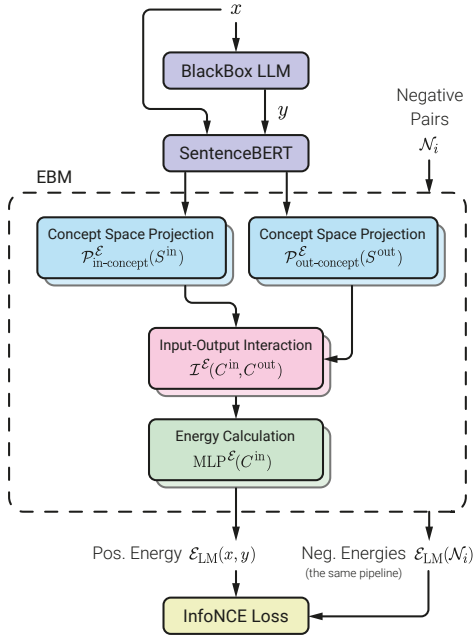 x
BlackBox LLM
y
Negative
Pairs
𝒩ᵢ
SentenceBERT
EBM
Concept Space Projection
𝒫^ℰ_in-concept(S^in)
Concept Space Projection
𝒫^ℰ_out-concept(S^out)
Input-Output Interaction
ℐ^ℰ(C^in, C^out)
Energy Calculation
MLP^ℰ(C^in)
Pos. Energy ℰ_LM(x, y)
Neg. Energies ℰ_LM(𝒩ᵢ)
(the same pipeline)
InfoNCE Loss